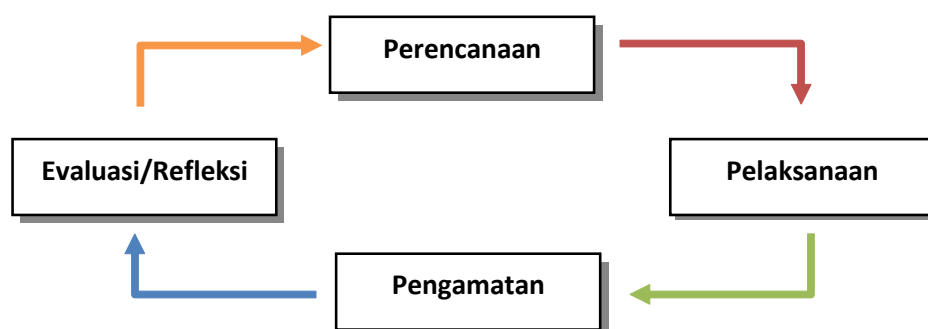 Perencanaan
Evaluasi/Refleksi
Pelaksanaan
Pengamatan